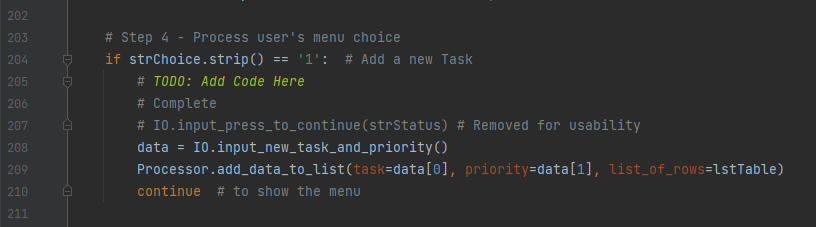 202
203 # Step 4 - Process user's menu choice
204 if strChoice.strip() == '1':  # Add a new Task
205 # TODO: Add Code Here
206 # Complete
207 # IO.input_press_to_continue(strStatus) # Removed for usability
208 data = IO.input_new_task_and_priority()
209 Processor.add_data_to_list(task=data[0], priority=data[1], list_of_rows=lstTable)
210 continue  # to show the menu
211